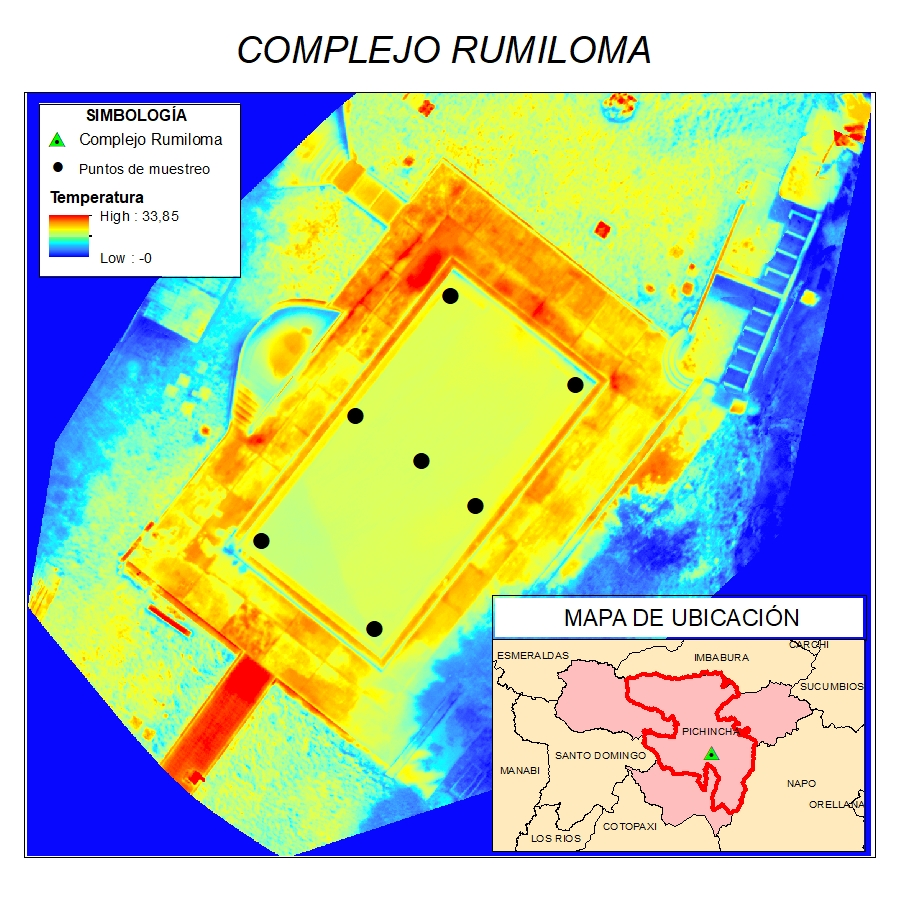 COMPLEJO RUMILOMA
SIMBOLOGÍA
Complejo Rumiloma
Puntos de muestreo
Temperatura
High : 33,85
Low : -0
MAPA DE UBICACIÓN
CARCHI
ESMERALDAS
IMBABURA
SUCUMBIOS
PICHINCHA
SANTO DOMINGO
MANABI
NAPO
ORELLANA
COTOPAXI
LOS RIOS